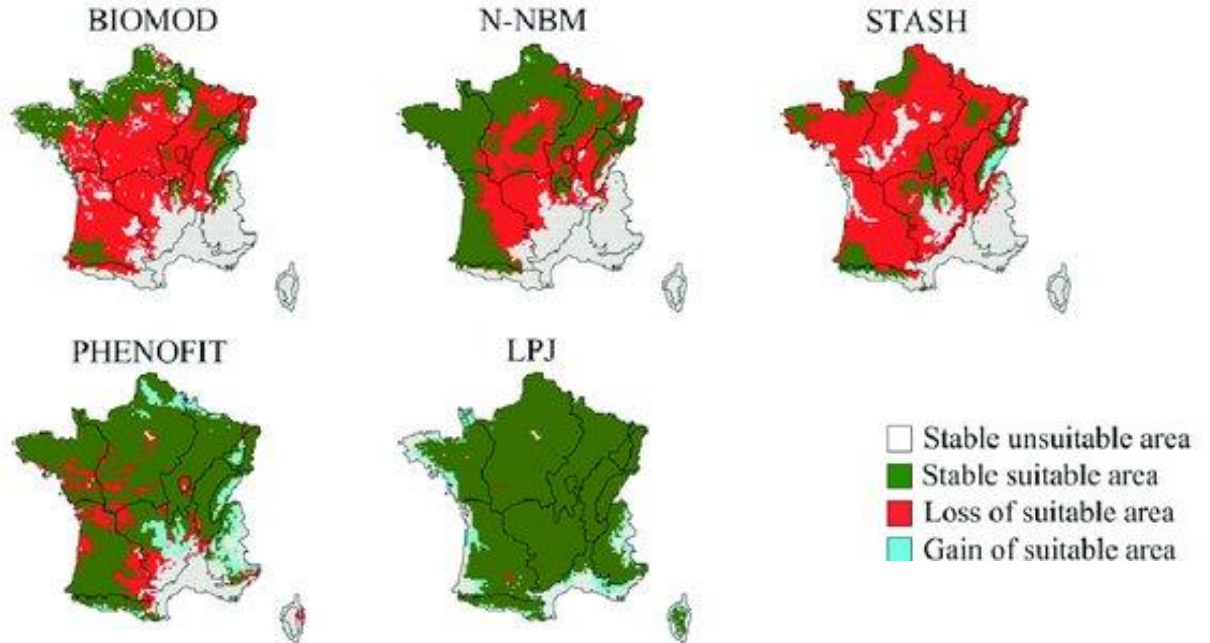 BIOMOD
N-NBM
STASH
PHENOFIT
LPJ
Stable unsuitable area
Stable suitable area
Loss of suitable area
Gain of suitable area